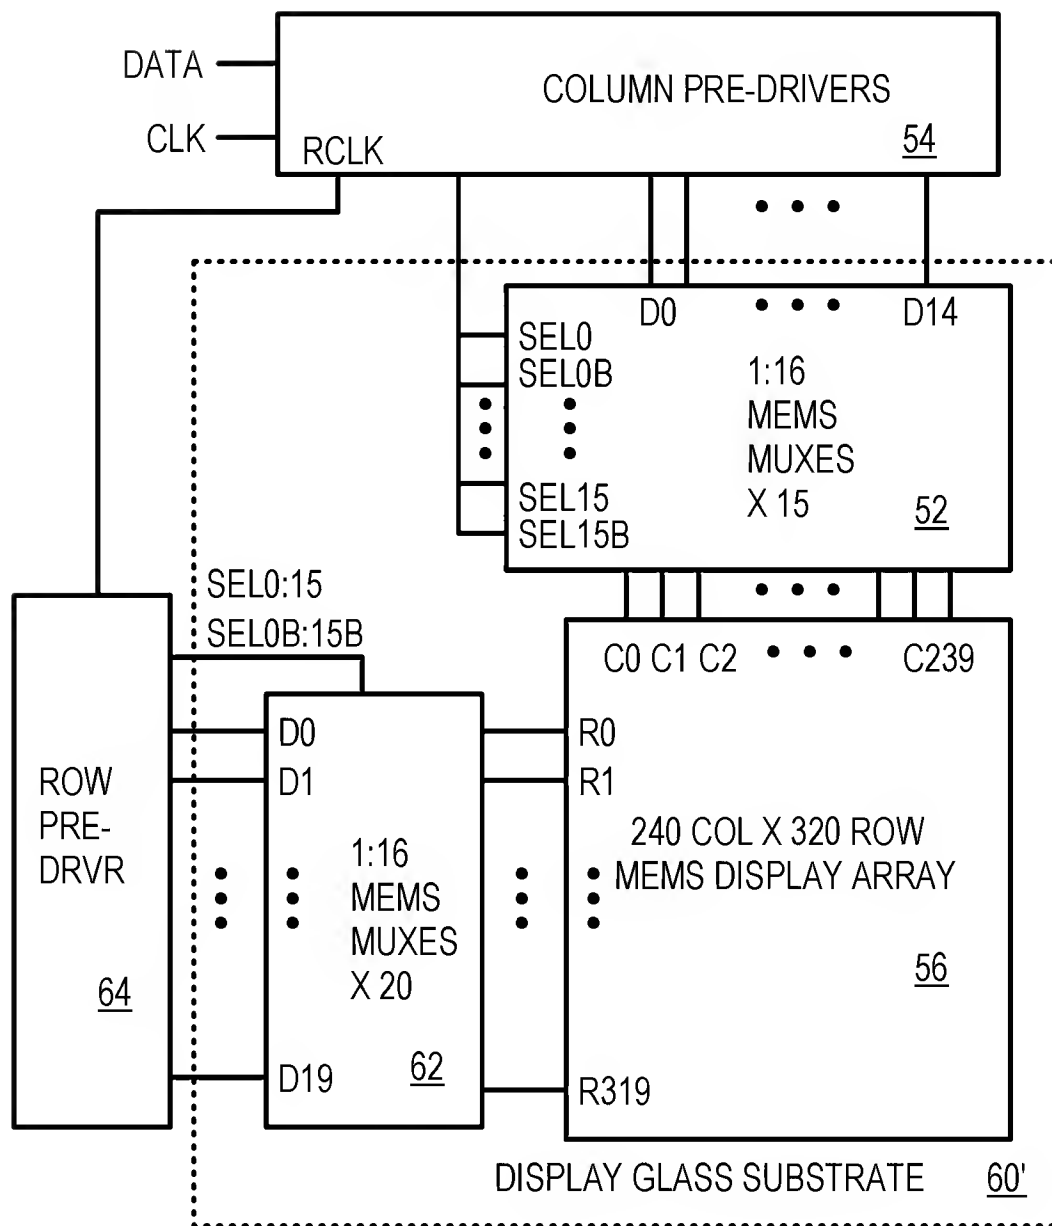 DATA
COLUMN PRE-DRIVERS
CLK
RCLK
54
D0
D14
SEL0
SEL0B
1:16
MEMS
MUXES
X 15
SEL15
SEL15B
52
SEL0:15
SEL0B:15B
C0 C1 C2
C239
D0
R0
D1
R1
ROW
PRE-
DRVR
240 COL X 320 ROW
MEMS DISPLAY ARRAY
1:16
MEMS
MUXES
X 20
64
56
62
D19
R319
DISPLAY GLASS SUBSTRATE
60'